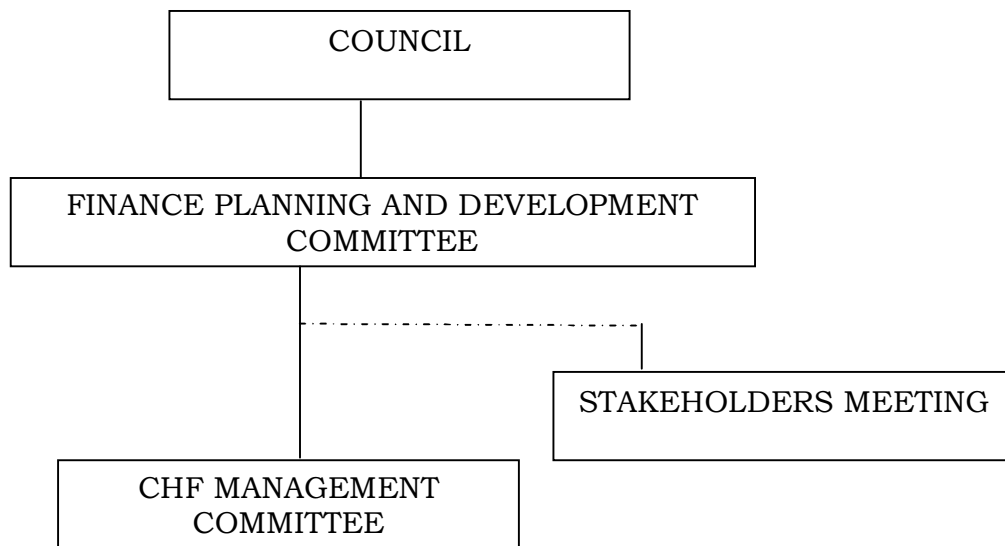 COUNCIL
FINANCE PLANNING AND DEVELOPMENT
COMMITTEE
STAKEHOLDERS MEETING
CHF MANAGEMENT
COMMITTEE